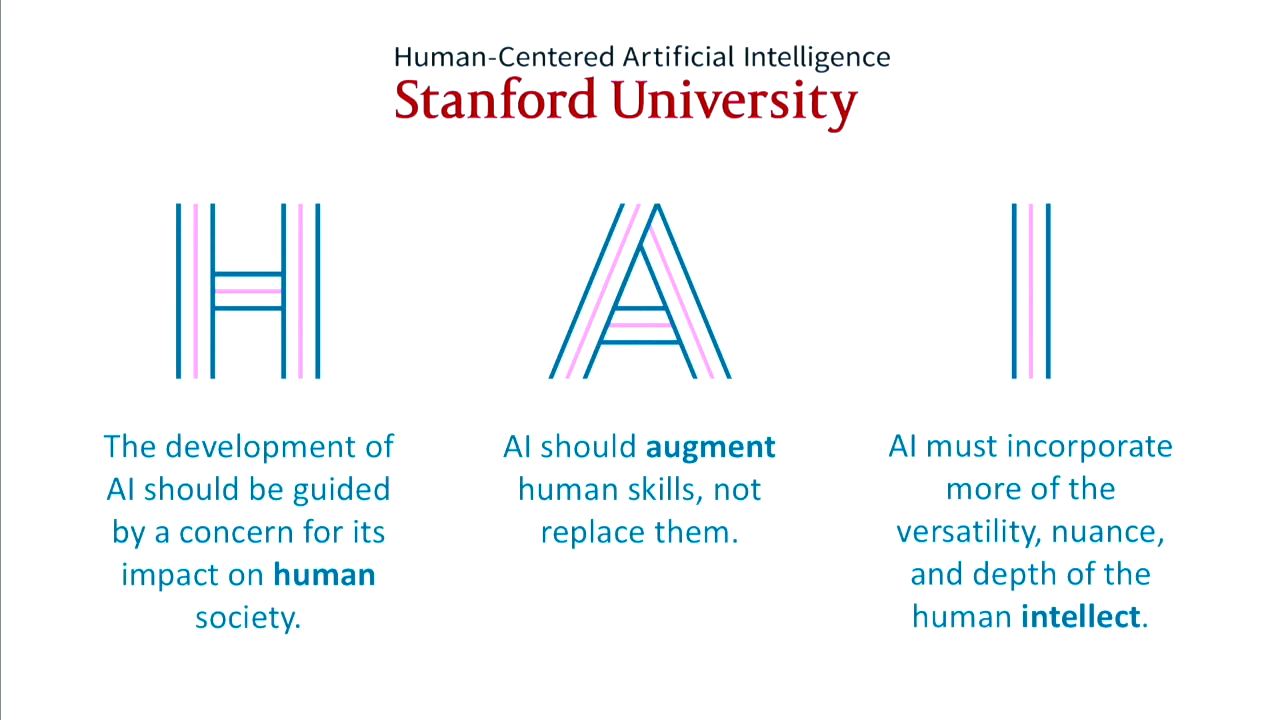 Human-Centered Artificial Intelligence
Stanford University
H A I
The development of
AI should be guided
by a concern for its
impact on human
society.
AI should augment
human skills, not
replace them.
AI must incorporate
more of the
versatility, nuance,
and depth of the
human intellect.